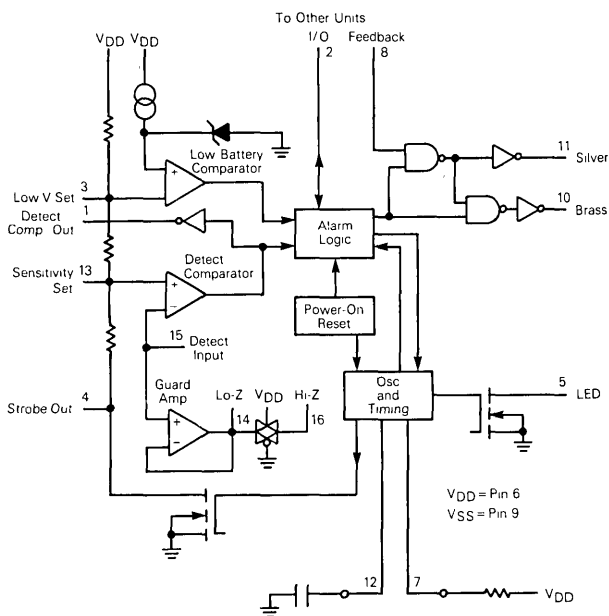 To Other Units
I/O
2
Feedback
8
VDD
VDD
Low Battery
Comparator
11
Silver
3
Low V Set
+
10
Brass
1
Detect
Comp Out
Alarm
Logic
13
Sensitivity
Set
Detect
Comparator
+
−
Power-On
Reset
15
Detect
Input
4
Strobe Out
Guard
Amp
Lo-Z
VDD
Hi-Z
14
16
+
−
Osc
and
Timing
5
LED
VDD = Pin 6
VSS = Pin 9
12
7
VDD